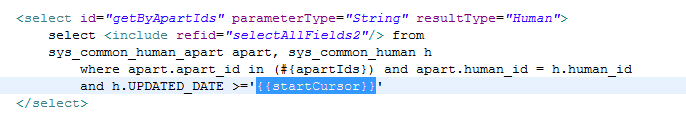 <select id="getByApartIds" parameterType="String" resultType="Human">
select <include refid="selectAllFields2"/> from
sys_common_human_apart apart, sys_common_human h
where apart.apart_id in (#{apartIds}) and apart.human_id = h.human_id
and h.UPDATED_DATE >='{{startCursor}}'
</select>